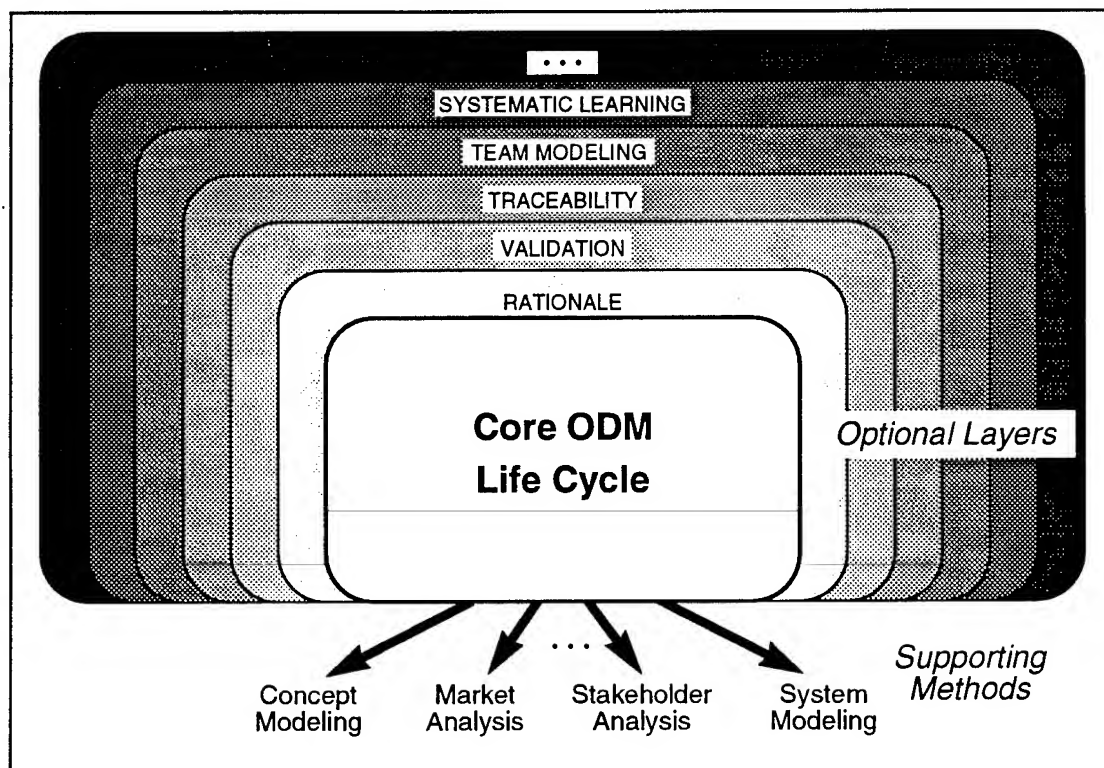 ...
SYSTEMATIC LEARNING
TEAM MODELING
TRACEABILITY
VALIDATION
RATIONALE
Core ODM
Life Cycle
Optional Layers
...
Supporting
Methods
Concept
Modeling
Market
Analysis
Stakeholder
Analysis
System
Modeling